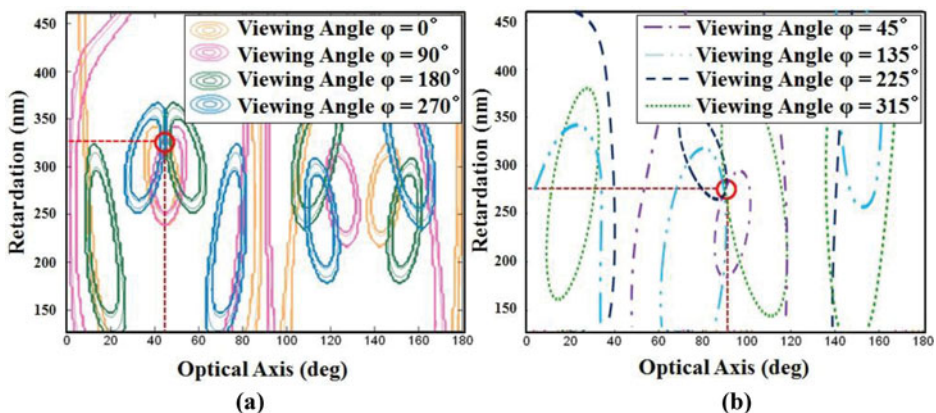 450
400
350
300
250
200
150
Retardation (nm)
0 20 40 60 80 100 120 140 160 180
Optical Axis (deg)
Viewing Angle φ = 0°
Viewing Angle φ = 90°
Viewing Angle φ = 180°
Viewing Angle φ = 270°
(a)
450
400
350
300
250
200
150
Retardation (nm)
0 20 40 60 80 100 120 140 160 180
Optical Axis (deg)
Viewing Angle φ = 45°
Viewing Angle φ = 135°
Viewing Angle φ = 225°
Viewing Angle φ = 315°
(b)